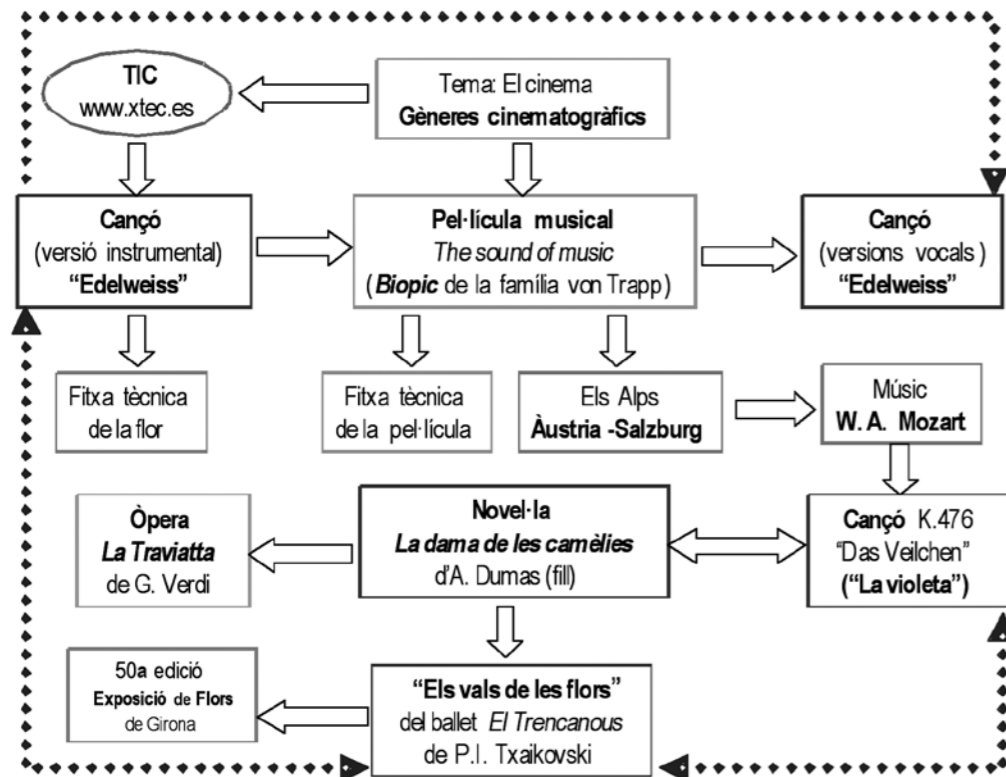 TIC
www.xtec.es
Tema: El cinema
Gèneres cinematogràfics
Cançó
(versió instrumental)
“Edelweiss”
Pel·lícula musical
The sound of music
(Biopic de la família von Trapp)
Cançó
(versions vocals)
“Edelweiss”
Fitxa tècnica
de la flor
Fitxa tècnica
de la pel·lícula
Els Alps
Àustria -Salzburg
Músic
W. A. Mozart
Òpera
La Traviatta
de G. Verdi
Novel·la
La dama de les camèlies
d’A. Dumas (fill)
Cançó K.476
“Das Veilchen”
(“La violeta”)
50a edició
Exposició de Flors
de Girona
“Els vals de les flors”
del ballet El Trencanous
de P.I. Txaikovski